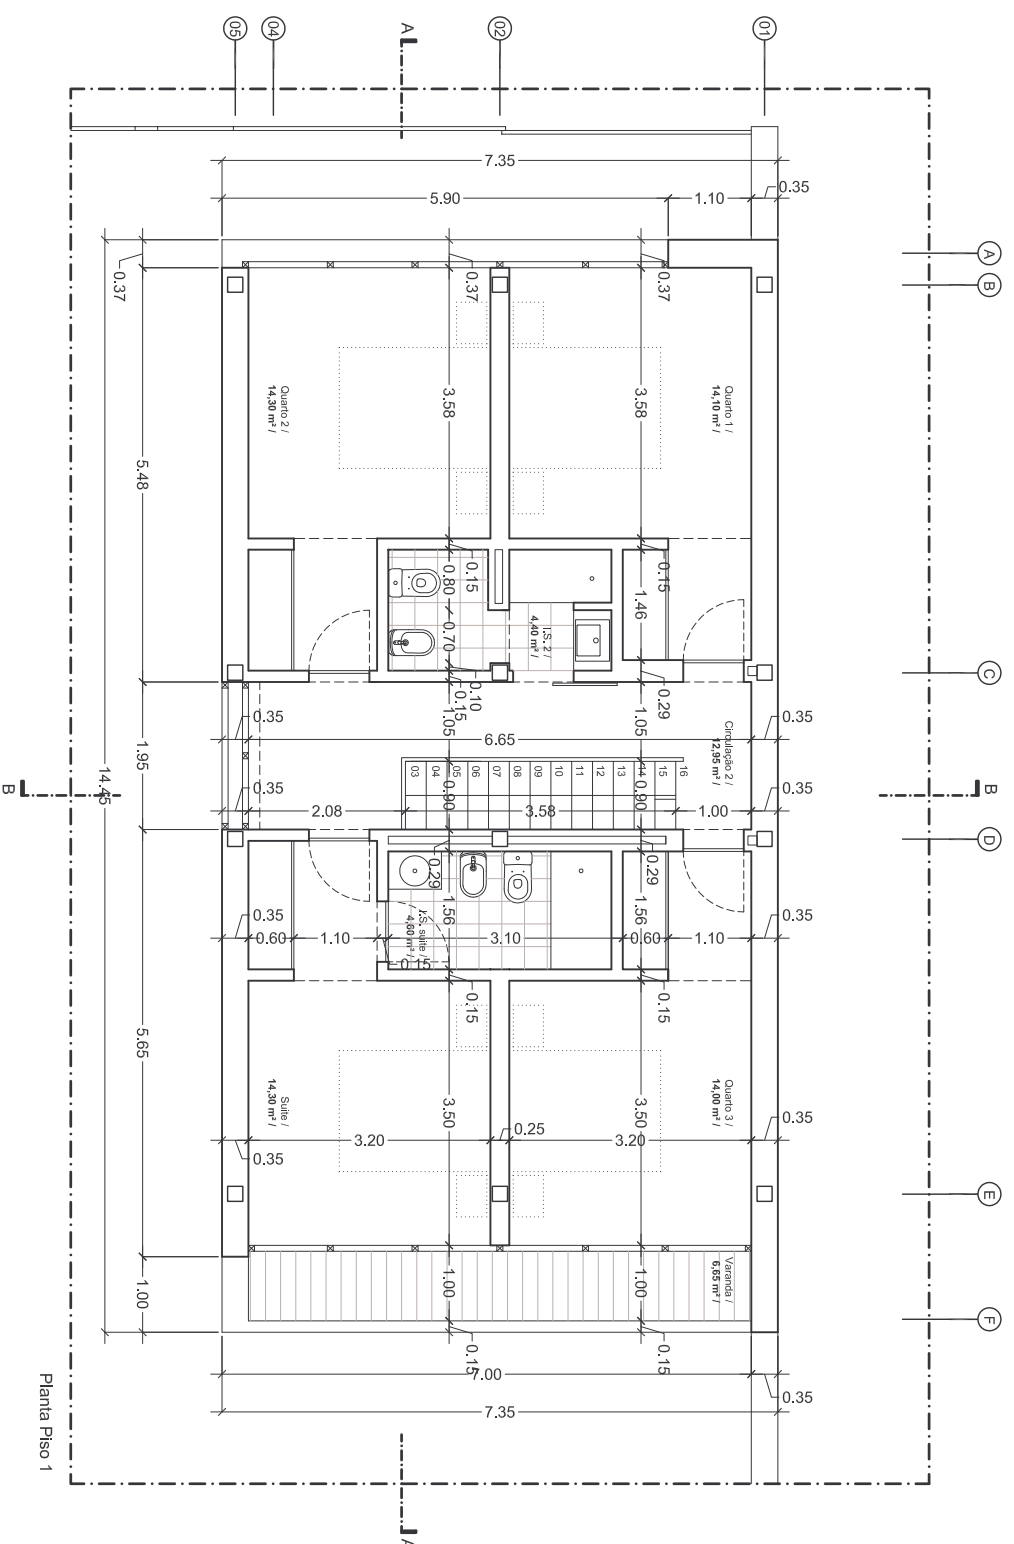 05
04
A
02
01
7.35
0.35
5.90
1.10
A
B
0.37
0.37
0.37
Quarto 2 /
14,30 m² /
3.58
3.58
Quarto 1 /
14,10 m² /
5.48
0.15
0.80
0.70
0.10
0.15
I.S. 2 /
4,40 m² /
0.15
1.46
0.29
C
0.35
1.05
1.05
Circulação 2 /
12,95 m² /
0.35
6.65
1.95
14.45
B
B
03
04
05
06
07
08
09
10
11
12
13
14
15
16
0.35
0.90
0.90
0.35
2.08
3.58
1.00
D
0.29
0.29
I.S. suite /
4,60 m² /
1.56
1.56
0.35
0.35
0.60
1.10
3.10
0.60
1.10
0.15
0.15
0.15
5.65
Suite /
14,30 m² /
3.50
3.50
Quarto 3 /
14,00 m² /
0.25
0.35
3.20
3.20
0.35
E
Varanda /
6,65 m² /
1.00
1.00
1.00
F
0.15
0.15
7.00
0.35
7.35
Planta Piso 1
A